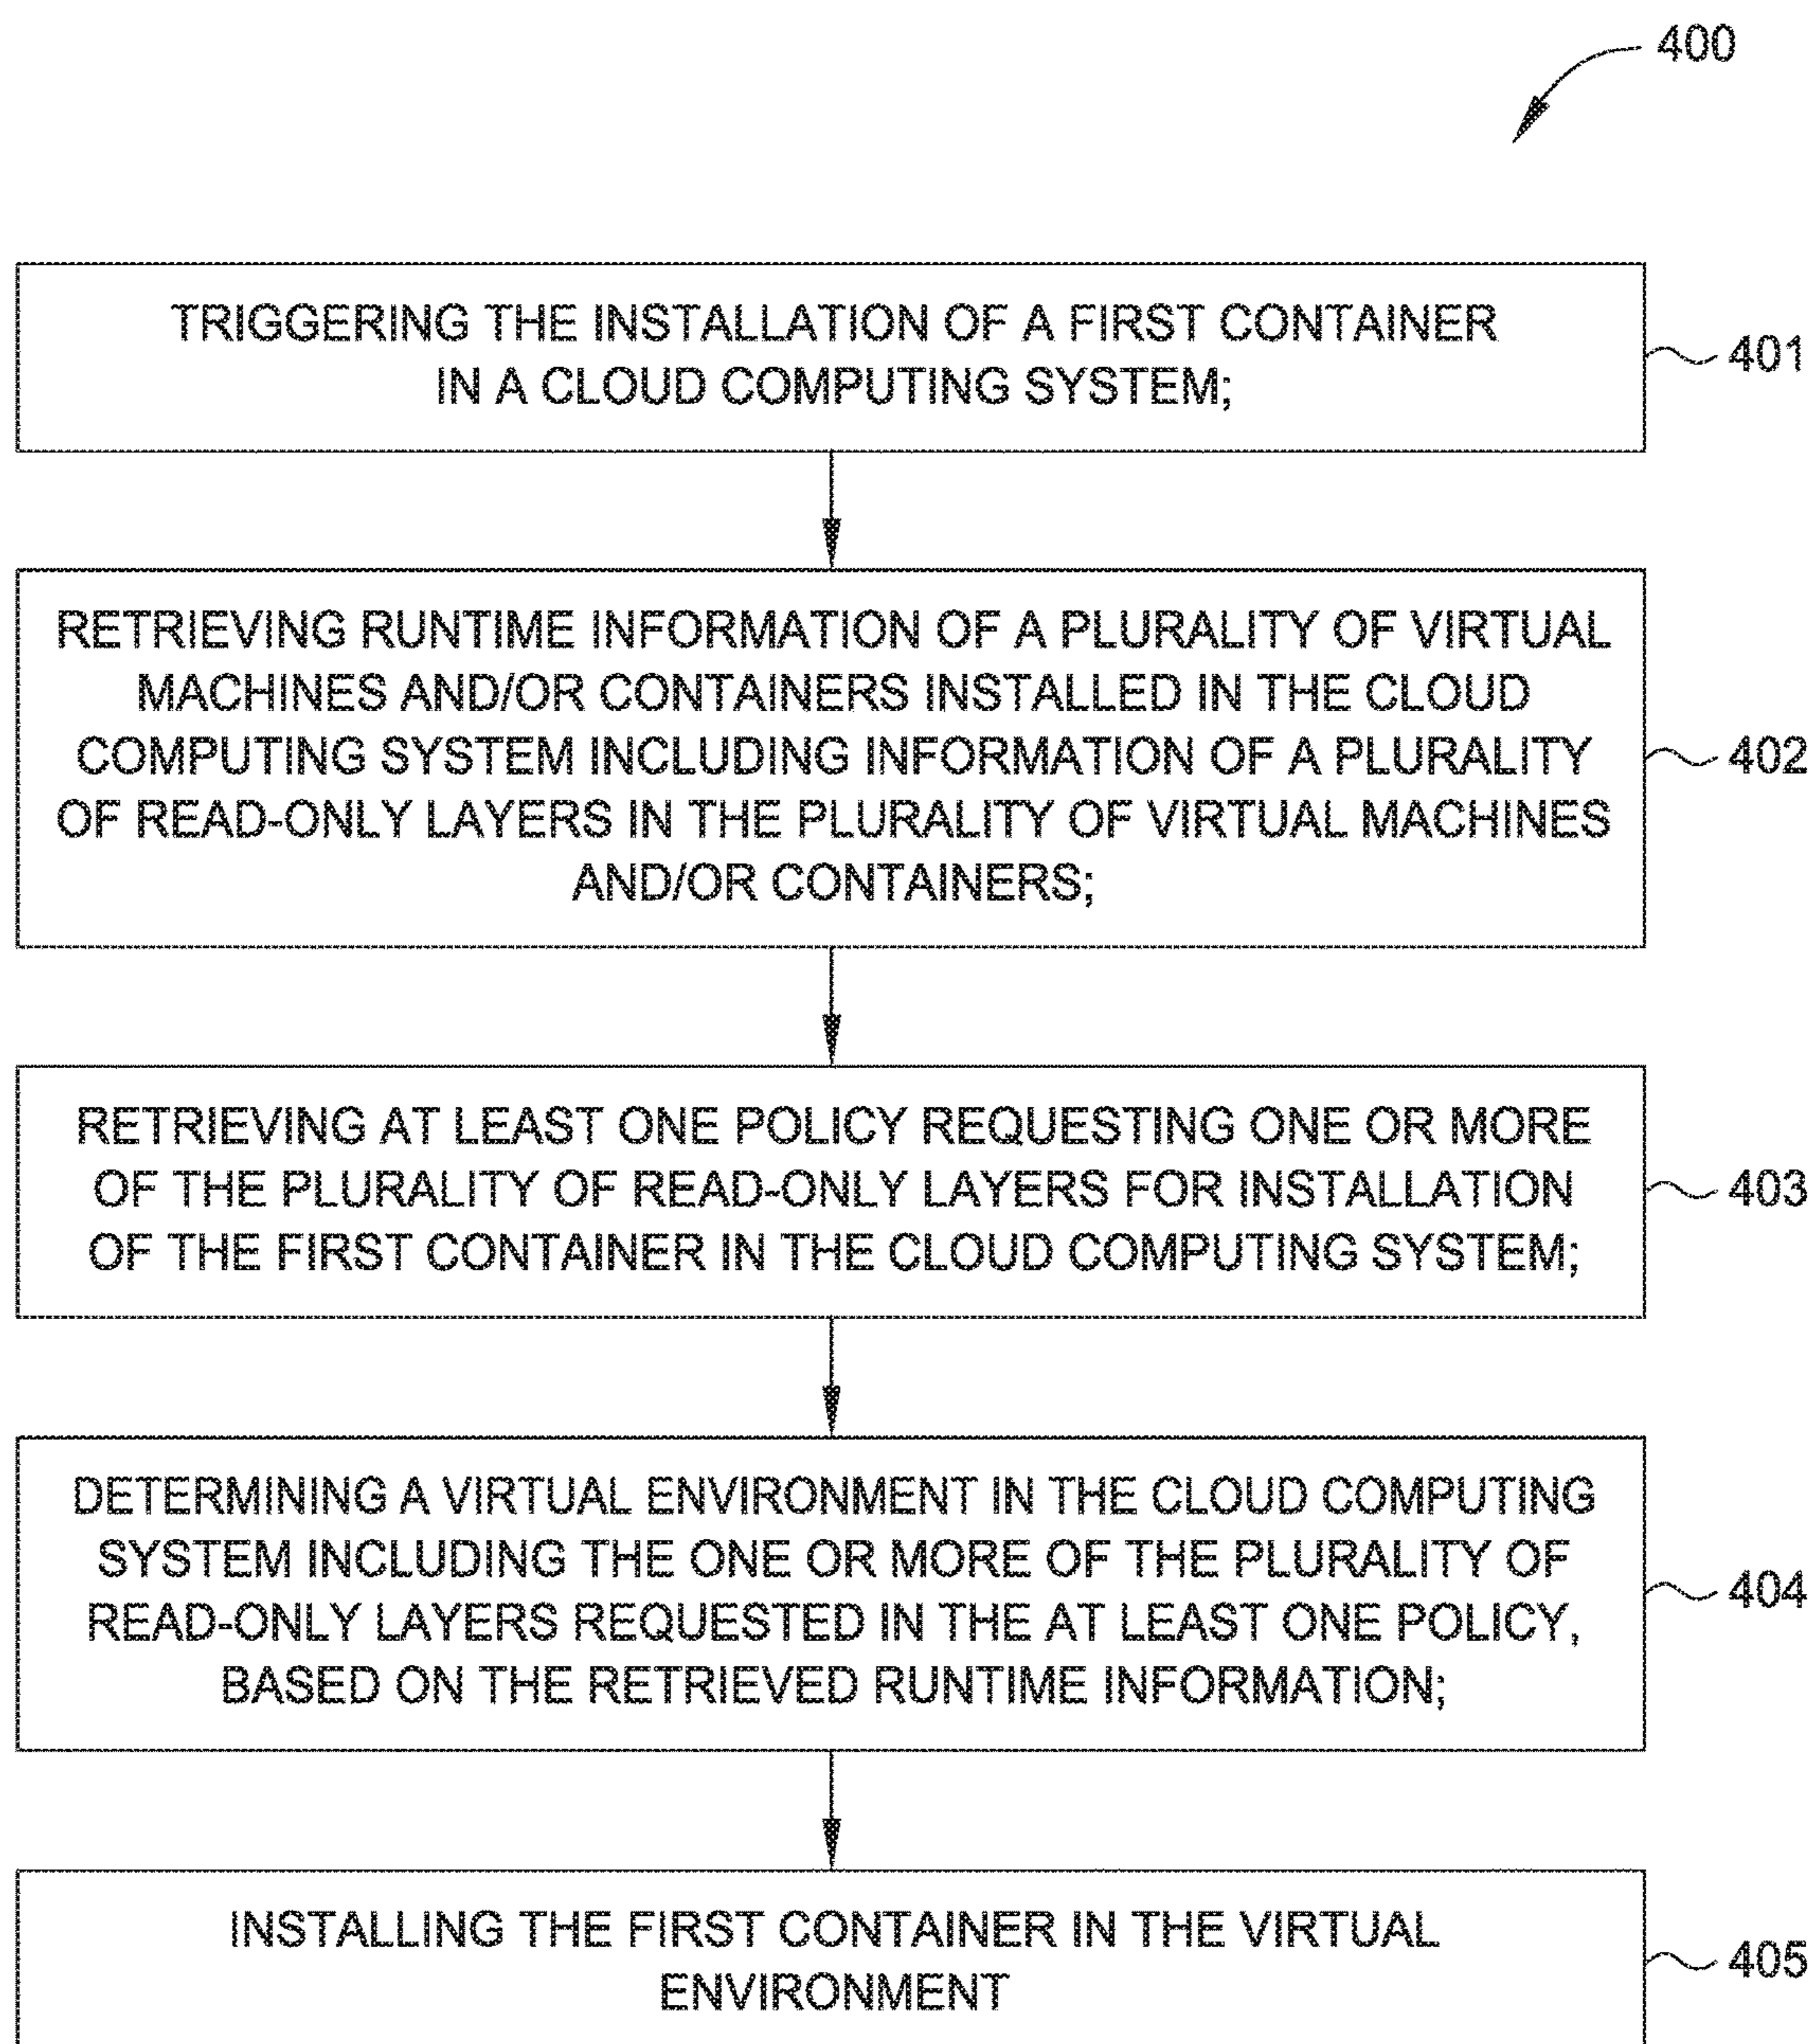 400
TRIGGERING THE INSTALLATION OF A FIRST CONTAINER
IN A CLOUD COMPUTING SYSTEM;
401
RETRIEVING RUNTIME INFORMATION OF A PLURALITY OF VIRTUAL
MACHINES AND/OR CONTAINERS INSTALLED IN THE CLOUD
COMPUTING SYSTEM INCLUDING INFORMATION OF A PLURALITY
OF READ-ONLY LAYERS IN THE PLURALITY OF VIRTUAL MACHINES
AND/OR CONTAINERS;
402
RETRIEVING AT LEAST ONE POLICY REQUESTING ONE OR MORE
OF THE PLURALITY OF READ-ONLY LAYERS FOR INSTALLATION
OF THE FIRST CONTAINER IN THE CLOUD COMPUTING SYSTEM;
403
DETERMINING A VIRTUAL ENVIRONMENT IN THE CLOUD COMPUTING
SYSTEM INCLUDING THE ONE OR MORE OF THE PLURALITY OF
READ-ONLY LAYERS REQUESTED IN THE AT LEAST ONE POLICY,
BASED ON THE RETRIEVED RUNTIME INFORMATION;
404
INSTALLING THE FIRST CONTAINER IN THE VIRTUAL
ENVIRONMENT
405